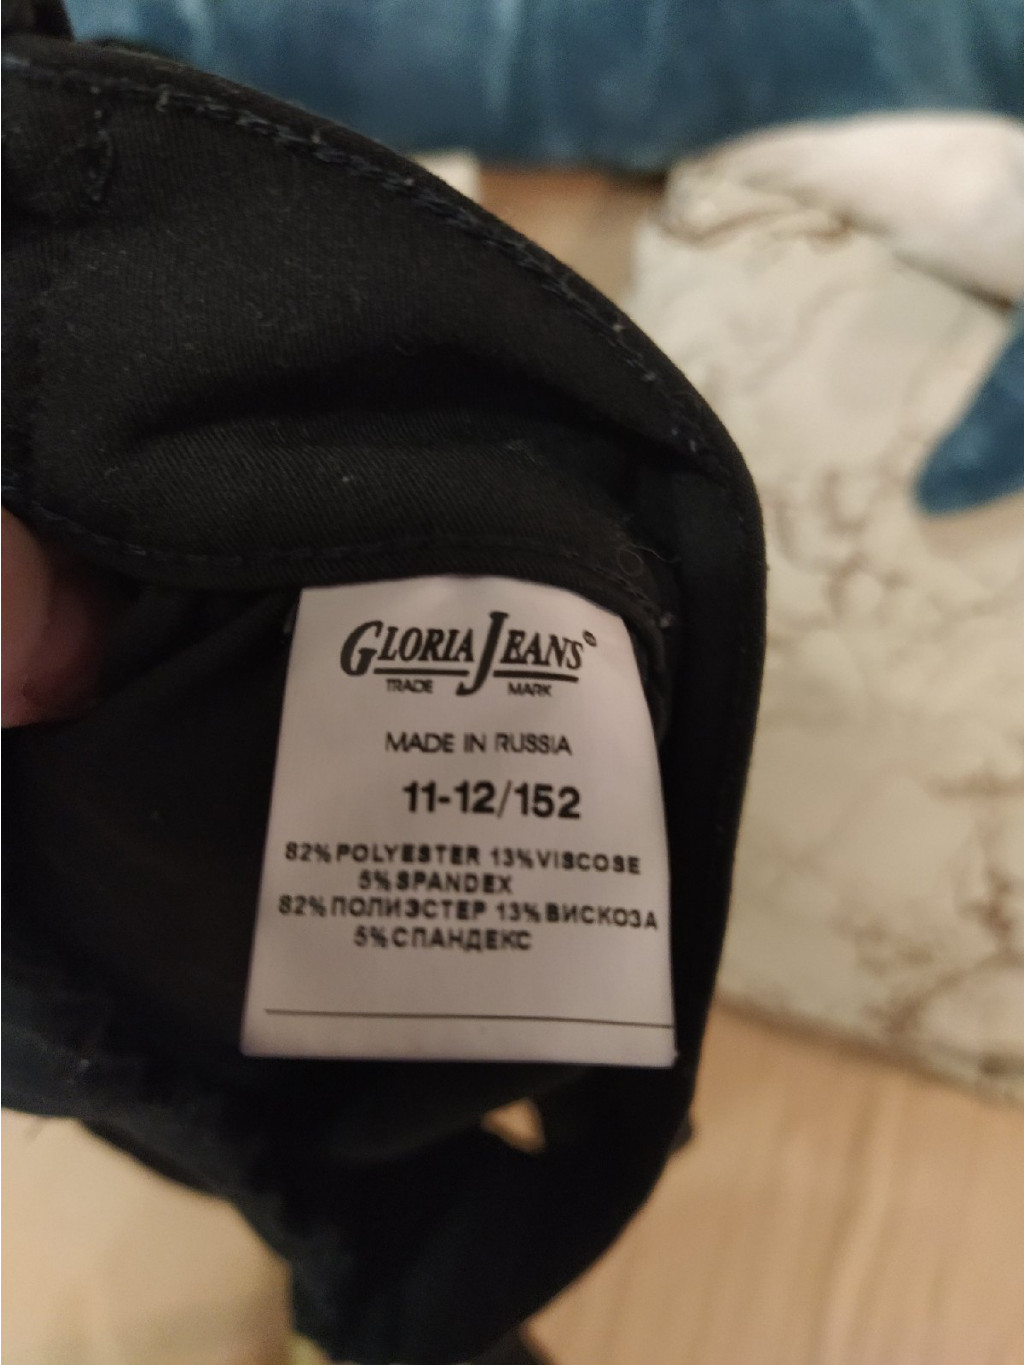 GLORIA JEANS®
TRADE MARK
MADE IN RUSSIA
11-12/152
82%POLYESTER 13%VISCOSE
5%SPANDEX
82%ПОЛИЭСТЕР 13%ВИСКОЗА
5%СПАНДЕКС